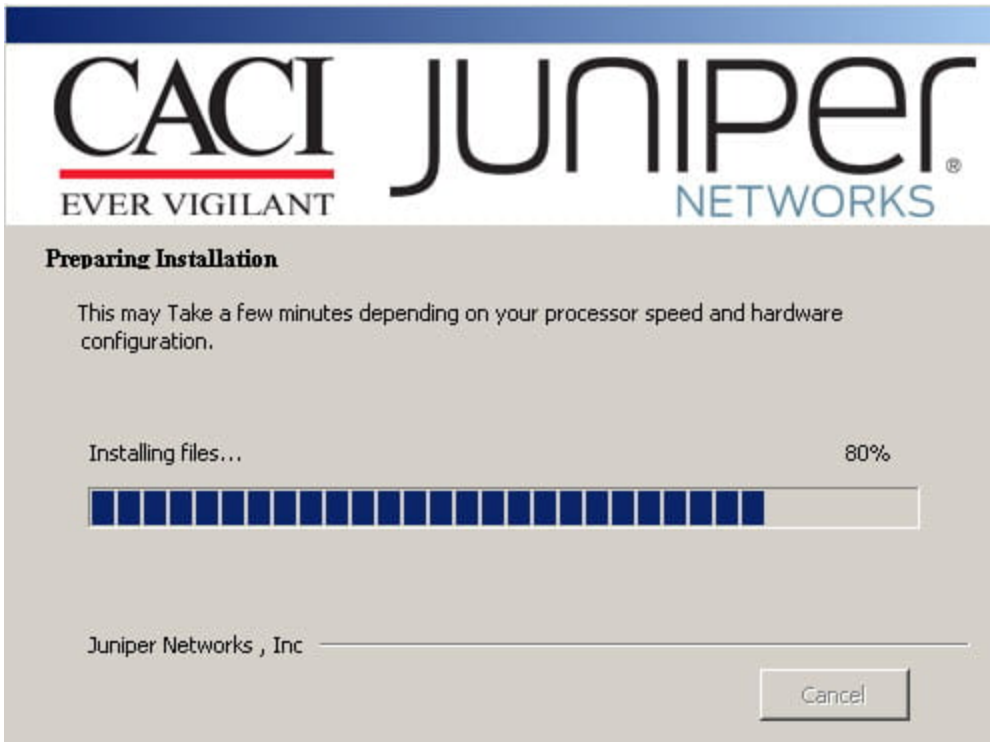 CACI
EVER VIGILANT
JUNIPER
NETWORKS
®
Preparing Installation
This may Take a few minutes depending on your processor speed and hardware
configuration.
Installing files...
80%
Juniper Networks , Inc
Cancel